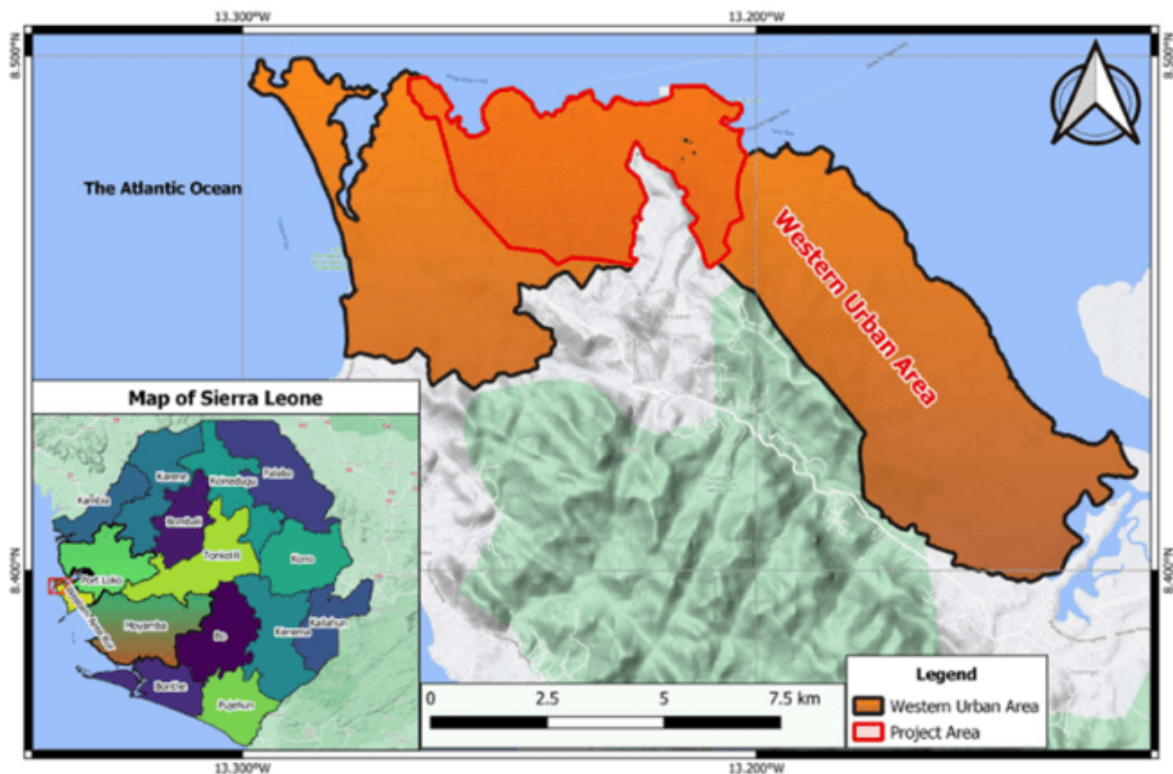 13.300°W
13.200°W
8.500°N
8.500°N
The Atlantic Ocean
Western Urban Area
Map of Sierra Leone
Karene
Koinadugu
Falaba
Kambia
Bombali
Tonkolili
Kono
Port Loko
Moyamba
Bo
Kenema
Kailahun
Bonthe
Pujehun
8.400°N
8.400°N
0 2.5 5 7.5 km
Legend
Western Urban Area
Project Area
13.300°W
13.200°W